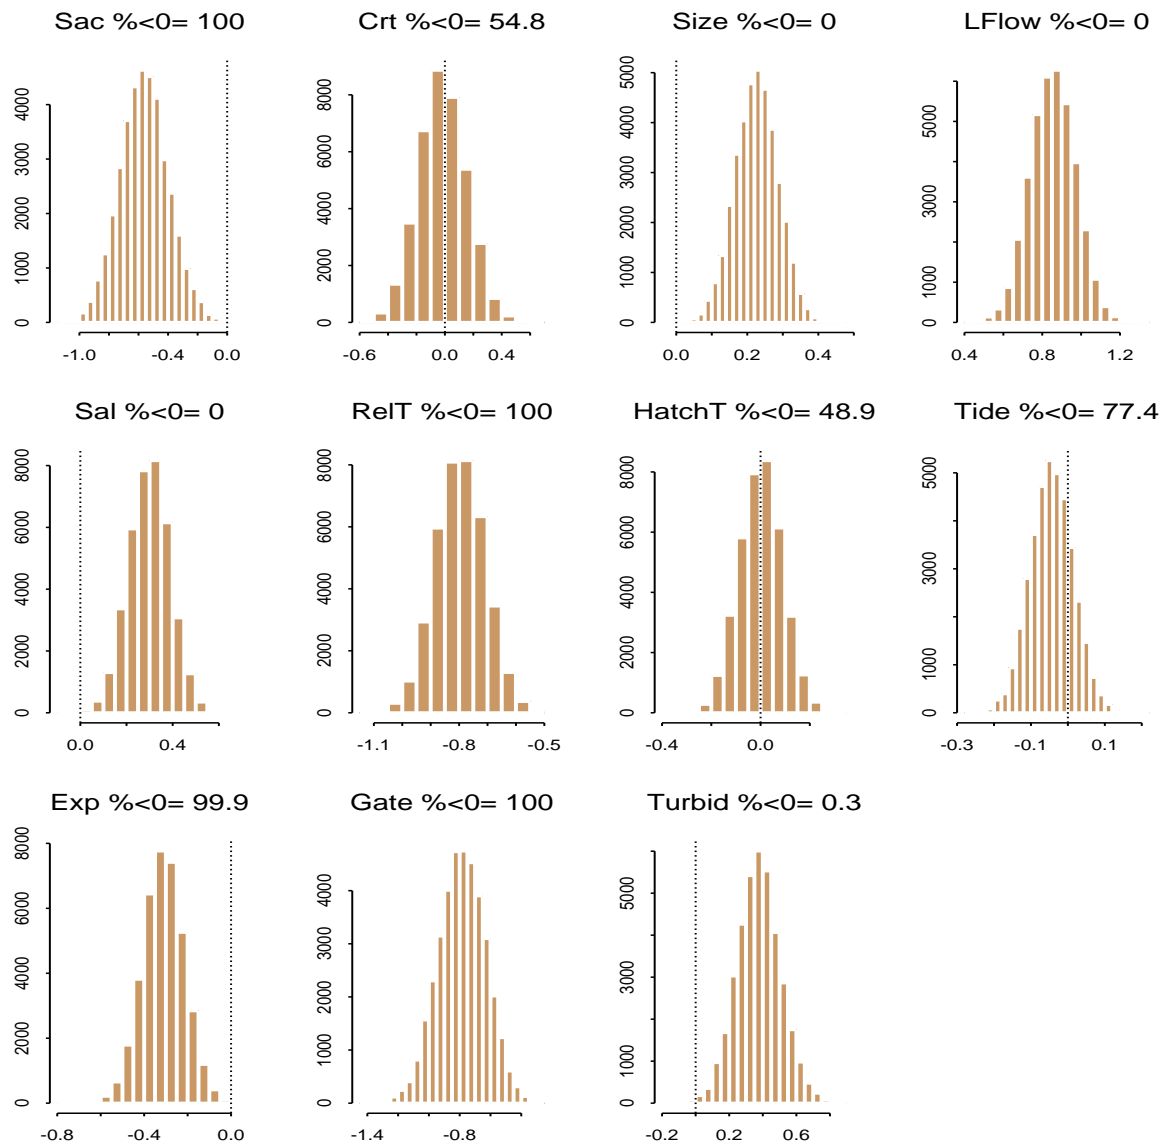 Sac %<0= 100
Crt %<0= 54.8
Size %<0= 0
LFlow %<0= 0
0 1000 2000 3000 4000
-1.0 -0.4 0.0
0 2000 4000 6000 8000
-0.6 0.0 0.4
0 1000 2000 3000 4000 5000
0.0 0.2 0.4
0 1000 3000 5000
0.4 0.8 1.2
Sal %<0= 0
RelT %<0= 100
HatchT %<0= 48.9
Tide %<0= 77.4
0 2000 4000 6000 8000
0.0 0.4
0 2000 4000 6000 8000
-1.1 -0.8 -0.5
0 2000 4000 6000 8000
-0.4 0.0
0 1000 3000 5000
-0.3 -0.1 0.1
Exp %<0= 99.9
Gate %<0= 100
Turbid %<0= 0.3
0 2000 4000 6000 8000
-0.8 -0.4 0.0
0 1000 2000 3000 4000
-1.4 -0.8
0 1000 3000 5000
-0.2 0.2 0.6